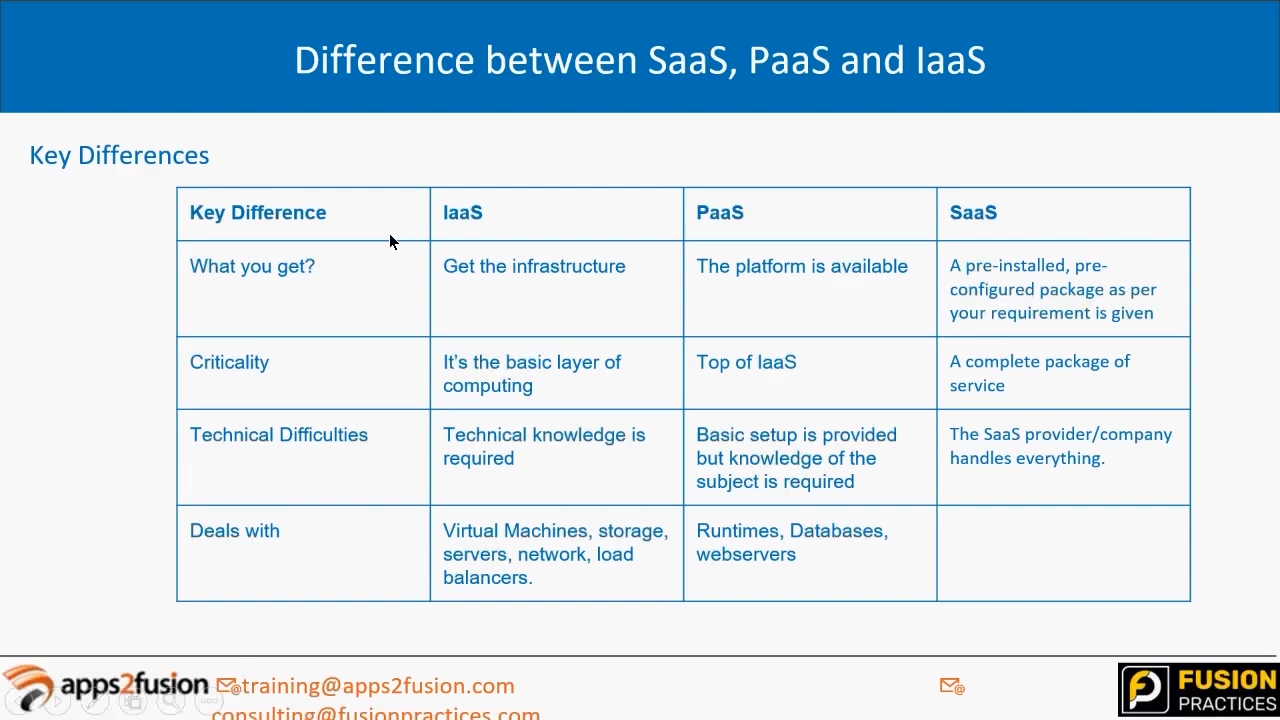 Difference between SaaS, PaaS and IaaS
Key Differences
Key Difference
IaaS
PaaS
SaaS
What you get?
Get the infrastructure
The platform is available
A pre-installed, pre-
configured package as per
your requirement is given
Criticality
It's the basic layer of
computing
Top of IaaS
A complete package of
service
Technical Difficulties
Technical knowledge is
required
Basic setup is provided
but knowledge of the
subject is required
The SaaS provider/company
handles everything.
Deals with
Virtual Machines, storage,
servers, network, load
balancers.
Runtimes, Databases,
webservers
apps2fusion
training@apps2fusion.com
consulting@fusionpractices.com
FUSION
PRACTICES